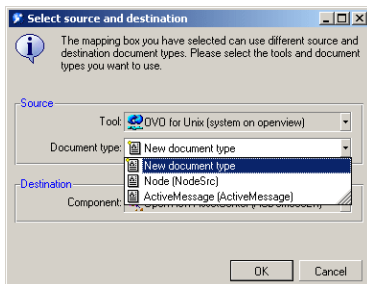 Select source and destination
The mapping box you have selected can use different source and
destination document types. Please select the tools and document
types you want to use.
Source
Tool: OVO for Unix (system on openview)
Document type: New document type
New document type
Node (NodeSrc)
ActiveMessage (ActiveMessage)
Destination
Component:
OK Cancel